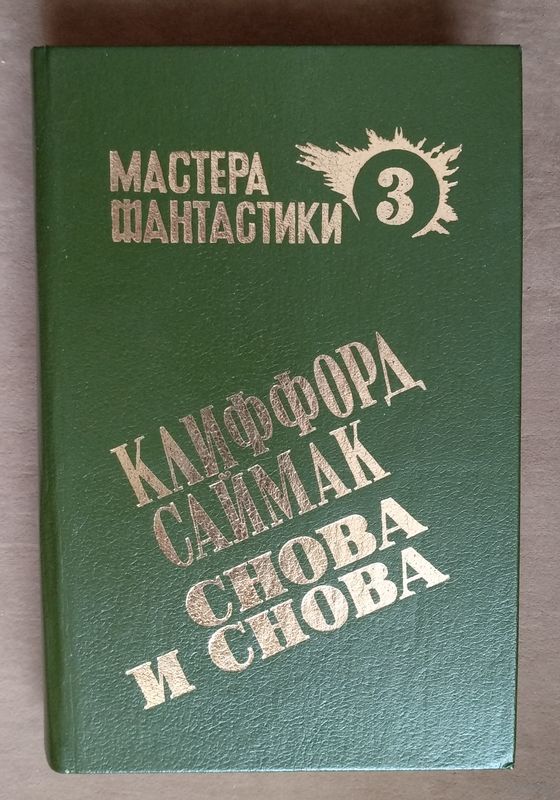 МАСТЕРА
ФАНТАСТИКИ
3
КЛИФФОРД
САЙМАК
СНОВА
И СНОВА